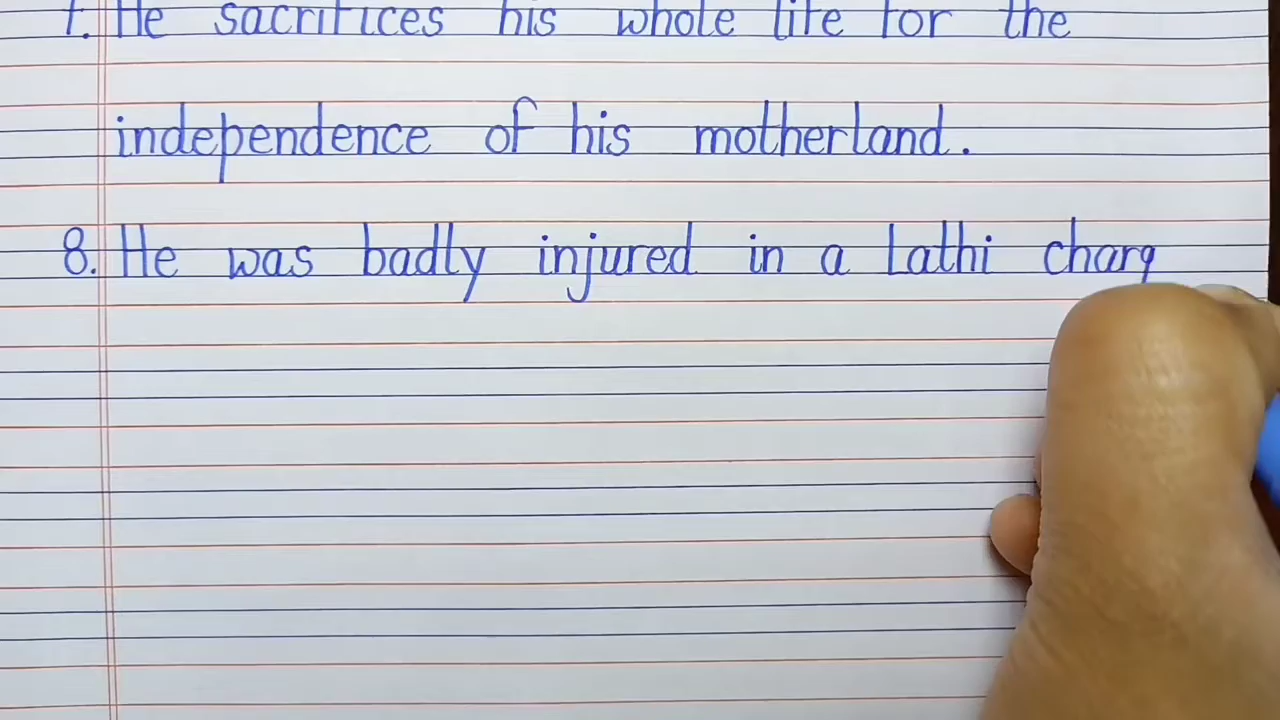 7. He sacrifices his whole life for the
independence of his motherland.
8. He was badly injured in a lathi charg